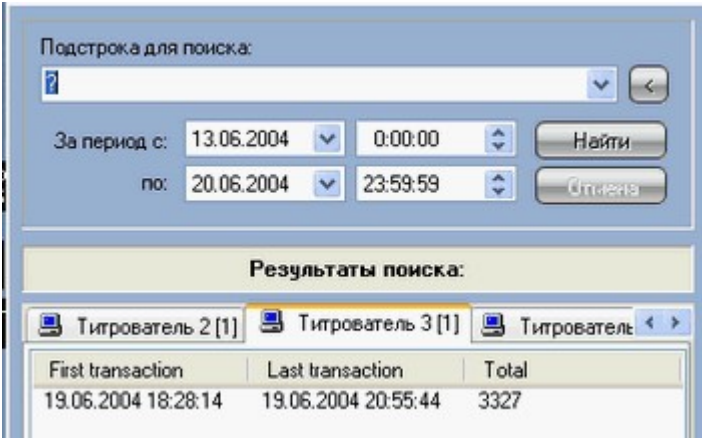 Подстрока для поиска:
?
<
За период с: 13.06.2004 0:00:00 Найти
по: 20.06.2004 23:59:59 Отмена
Результаты поиска:
Титрователь 2 [1] Титрователь 3 [1] Титрователь
First transaction Last transaction Total
19.06.2004 18:28:14 19.06.2004 20:55:44 3327